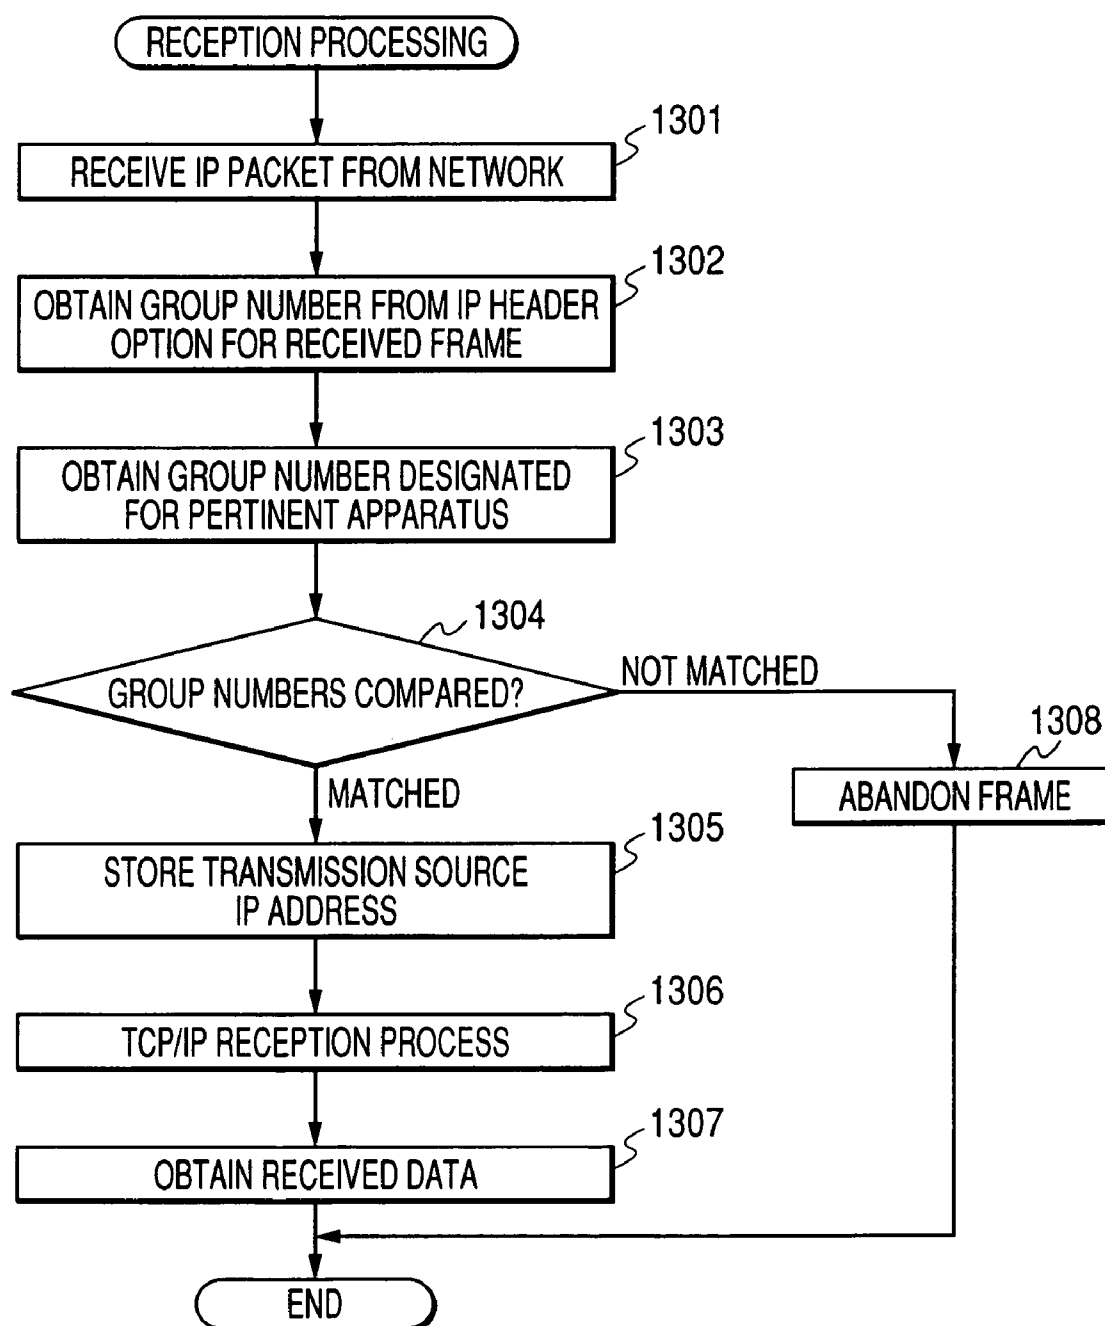 RECEPTION PROCESSING
1301
RECEIVE IP PACKET FROM NETWORK
1302
OBTAIN GROUP NUMBER FROM IP HEADER
OPTION FOR RECEIVED FRAME
1303
OBTAIN GROUP NUMBER DESIGNATED
FOR PERTINENT APPARATUS
1304
GROUP NUMBERS COMPARED?
NOT MATCHED
MATCHED
1308
ABANDON FRAME
1305
STORE TRANSMISSION SOURCE
IP ADDRESS
1306
TCP/IP RECEPTION PROCESS
1307
OBTAIN RECEIVED DATA
END